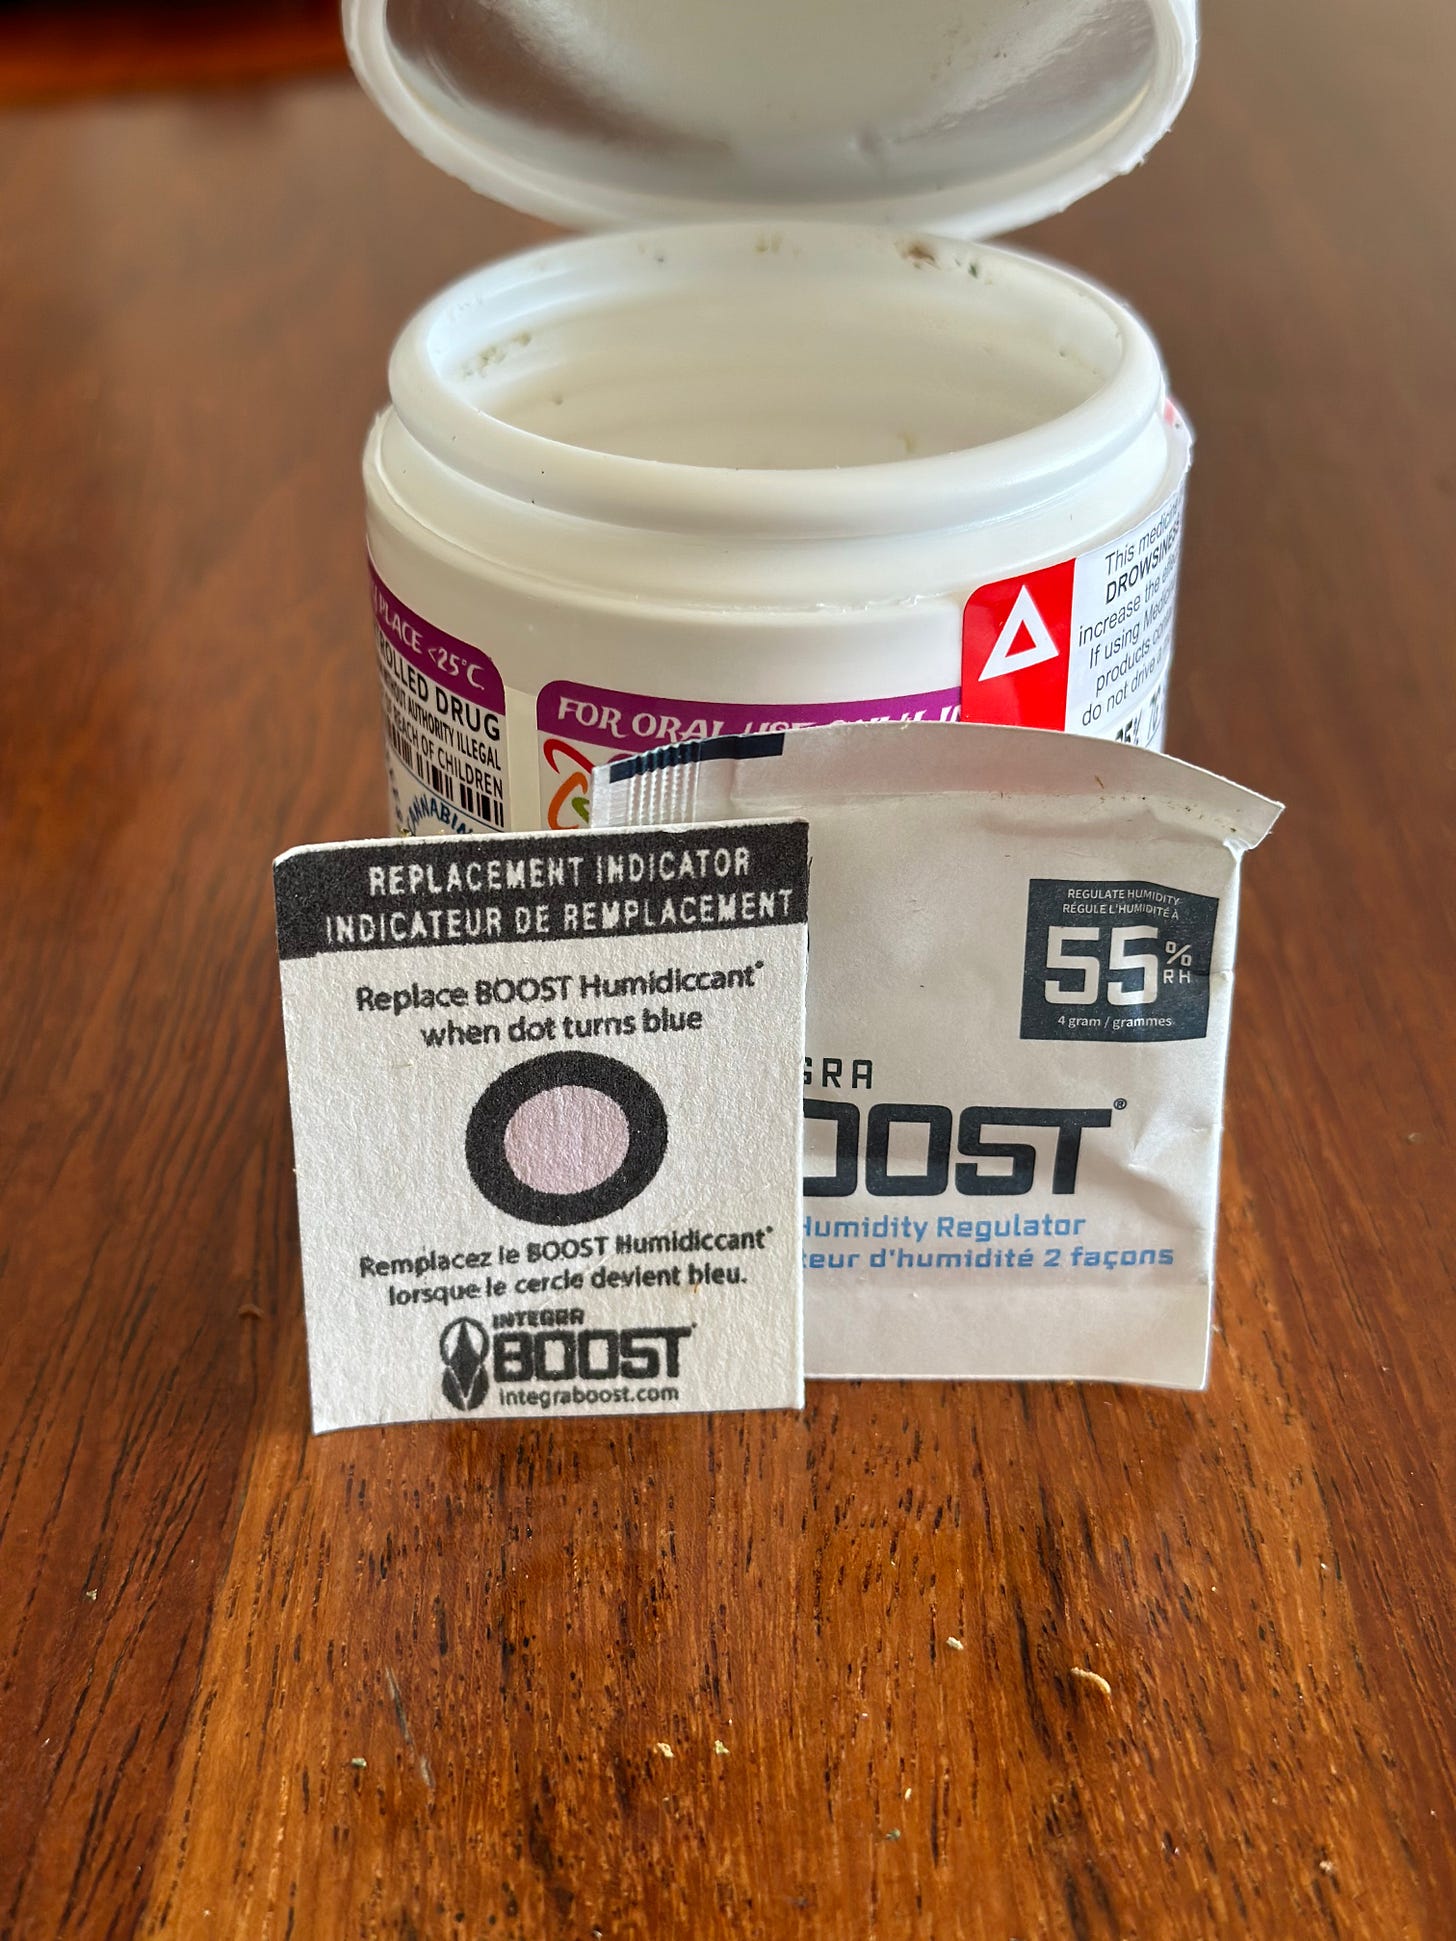 PLACE <25°C
DRUG
AUTHORITY ILLEGAL
REACH OF CHILDREN
FOR ORAL USE
This
DROWSINESS
increase the
If using
products
do not drive
REPLACEMENT INDICATOR
INDICATEUR DE REMPLACEMENT
Replace BOOST Humidiccant*
when dot turns blue
Remplacez le BOOST Humidiccant*
lorsque le cercle devient bleu.
INTEGRA
BOOST
integraboost.com
REGULATE HUMIDITY
RÉGULE L'HUMIDITÉ À
55%
RH
4 gram / grammes
GRA
OOST®
Humidity Regulator
teur d'humidité 2 façons